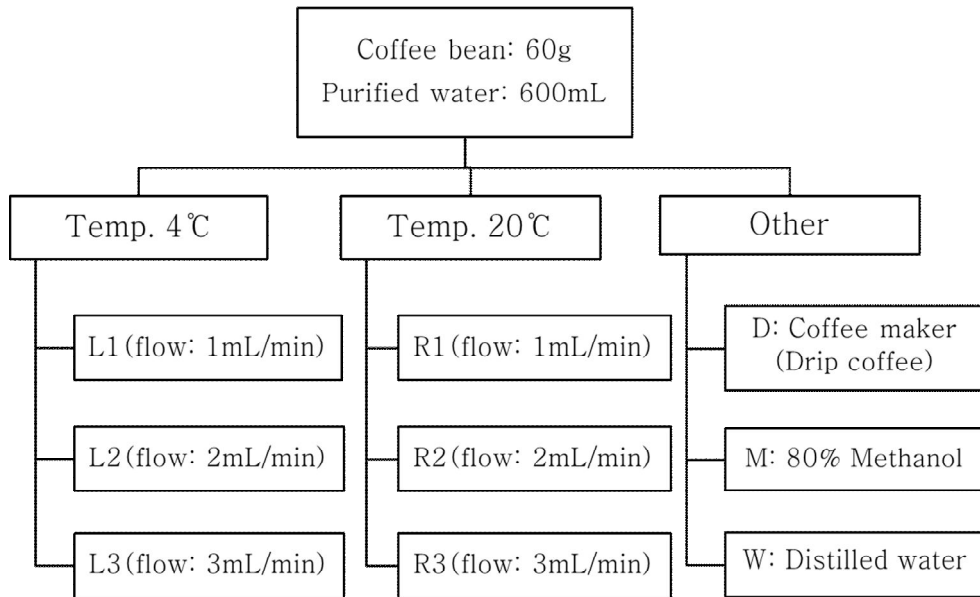 Coffee bean: 60g
Purified water: 600mL
Temp. 4℃
Temp. 20℃
Other
L1(flow: 1mL/min)
L2(flow: 2mL/min)
L3(flow: 3mL/min)
R1(flow: 1mL/min)
R2(flow: 2mL/min)
R3(flow: 3mL/min)
D: Coffee maker
(Drip coffee)
M: 80% Methanol
W: Distilled water